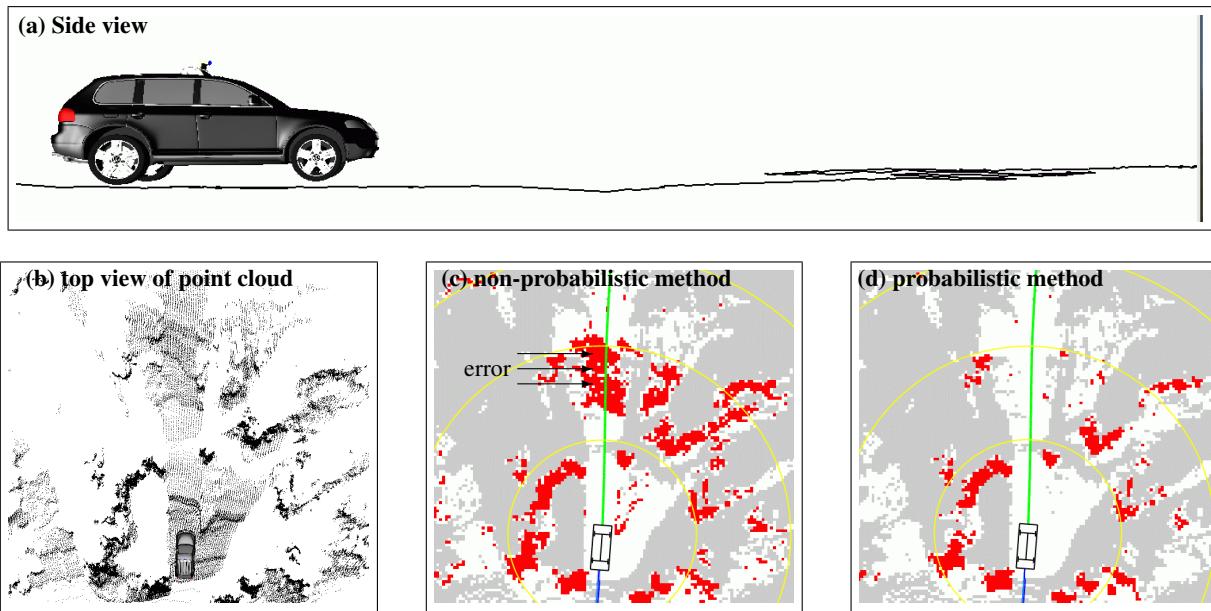 (a) Side view
(b) top view of point cloud
(c) non-probabilistic method
error
(d) probabilistic method